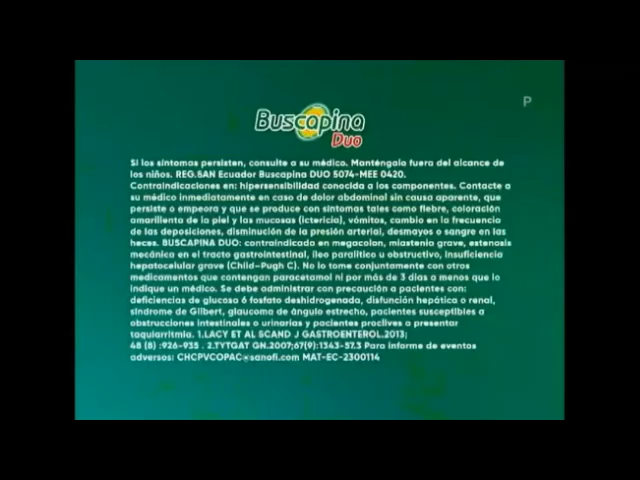 P
Buscapina
Duo
Si los síntomas persisten, consulte a su médico. Manténgalo fuera del alcance de
los niños. REG.SAN Ecuador Buscapina DUO 5074-MEE 0420.
Contraindicaciones en: hipersensibilidad conocida a los componentes. Contacte a
su médico inmediatamente en caso de dolor abdominal sin causa aparente, que
persiste o empeora y que se produce con síntomas tales como fiebre, coloración
amarillenta de la piel y las mucosas (ictericia), vómitos, cambio en la frecuencia
de las deposiciones, disminución de la presión arterial, desmayos o sangre en las
heces. BUSCAPINA DUO: contraindicado en megacolon, miastenia grave, estenosis
mecánica en el tracto gastrointestinal, íleo paralítico u obstructivo, insuficiencia
hepatocelular grave (Child-Pugh C). No lo tome conjuntamente con otros
medicamentos que contengan paracetamol ni por más de 3 días a menos que lo
indique un médico. Se debe administrar con precaución a pacientes con:
deficiencias de glucosa 6 fosfato deshidrogenada, disfunción hepática o renal,
síndrome de Gilbert, glaucoma de ángulo estrecho, pacientes susceptibles a
obstrucciones intestinales o urinarias y pacientes proclives a presentar
taquiarritmia. 1.LACY ET AL SCAND J GASTROENTEROL.2013;
48 (8) :926-935 . 2.TYTGAT GN.2007;67(9):1343-57.3 Para informe de eventos
adversos: CHCPVCOPAC@sanofi.com MAT-EC-2300114